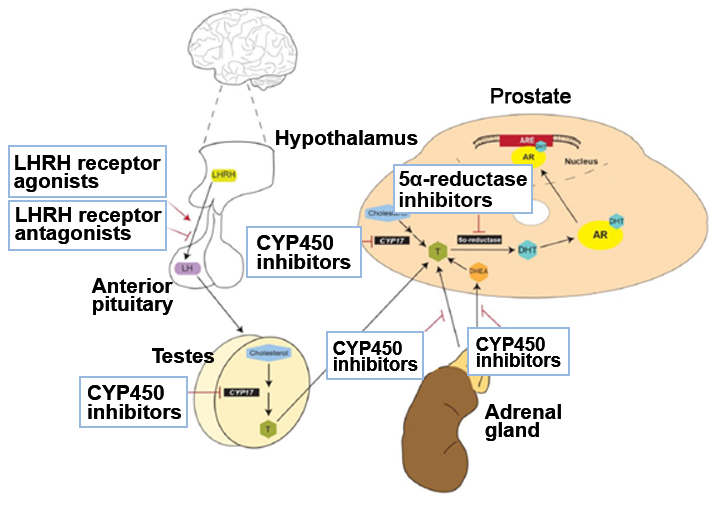 Prostate
Hypothalamus
ARE
DHT
AR
Nucleus
LHRH receptor
agonists
LHRH
5α-reductase
inhibitors
LHRH receptor
antagonists
Cholesterol
DHT
AR
CYP450
inhibitors
CYP17
5α-reductase
T
DHT
LH
DHEA
Anterior
pituitary
Testes
Cholesterol
CYP450
inhibitors
CYP450
inhibitors
CYP450
inhibitors
CYP17
T
Adrenal
gland